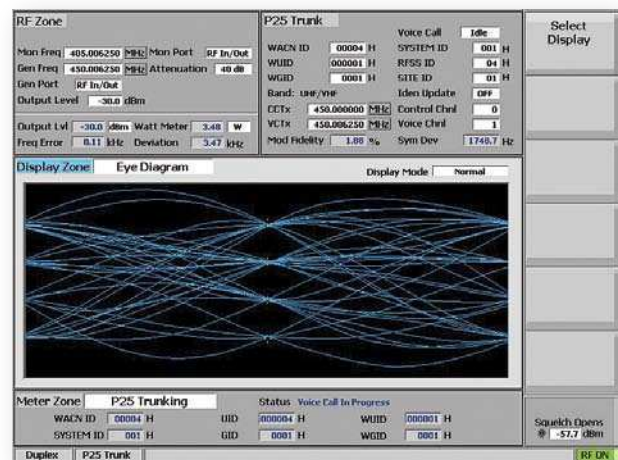 RF Zone
Mon Freq 405.006250 MHz Mon Port RF In/Out
Gen Freq 450.006250 MHz Attenuation 40 dB
Gen Port RF In/Out
Output Level -30.0 dBm
Output Lvl -30.0 dBm Watt Meter 3.48 W
Freq Error 0.11 kHz Deviation 3.47 kHz
P25 Trunk
Voice Call Idle
WACN ID 00004 H SYSTEM ID 001 H
WUID 000001 H RFSS ID 04 H
WGID 0001 H SITE ID 01 H
Band: UHF/VHF Iden Update OFF
CCTx 450.000000 MHz Control Chnl 0
VCTx 450.006250 MHz Voice Chnl 1
Mod Fidelity 1.08 % Sym Dev 1748.7 Hz
Select Display
Display Zone Eye Diagram
Display Mode Normal
Meter Zone P25 Trunking Status Voice Call In Progress
WACN ID 00004 H UID 000004 H WUID 000001 H
SYSTEM ID 001 H GID 0001 H WGID 0001 H
Squelch Opens
@ -57.7 dBm
Duplex P25 Trunk RF ON